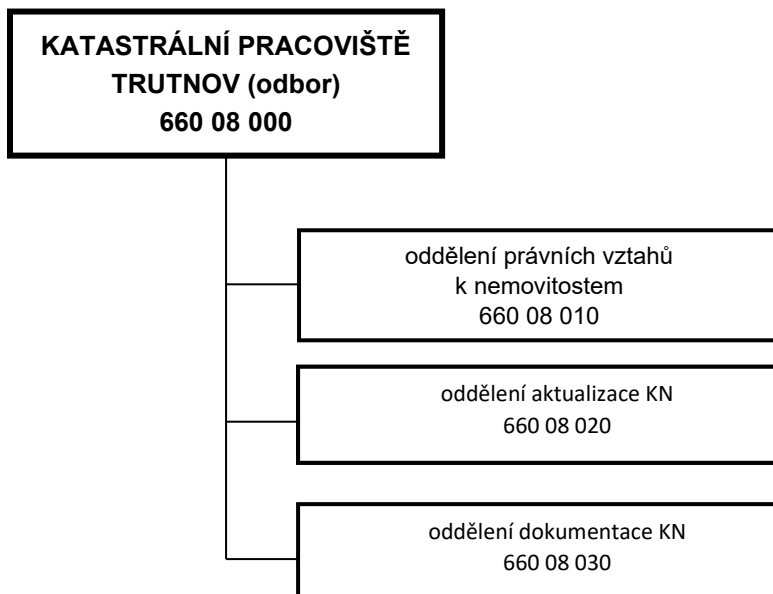 KATASTRÁLNÍ PRACOVIŠTĚ
TRUTNOV (odbor)
660 08 000
oddělení právních vztahů
k nemovitostem
660 08 010
oddělení aktualizace KN
660 08 020
oddělení dokumentace KN
660 08 030